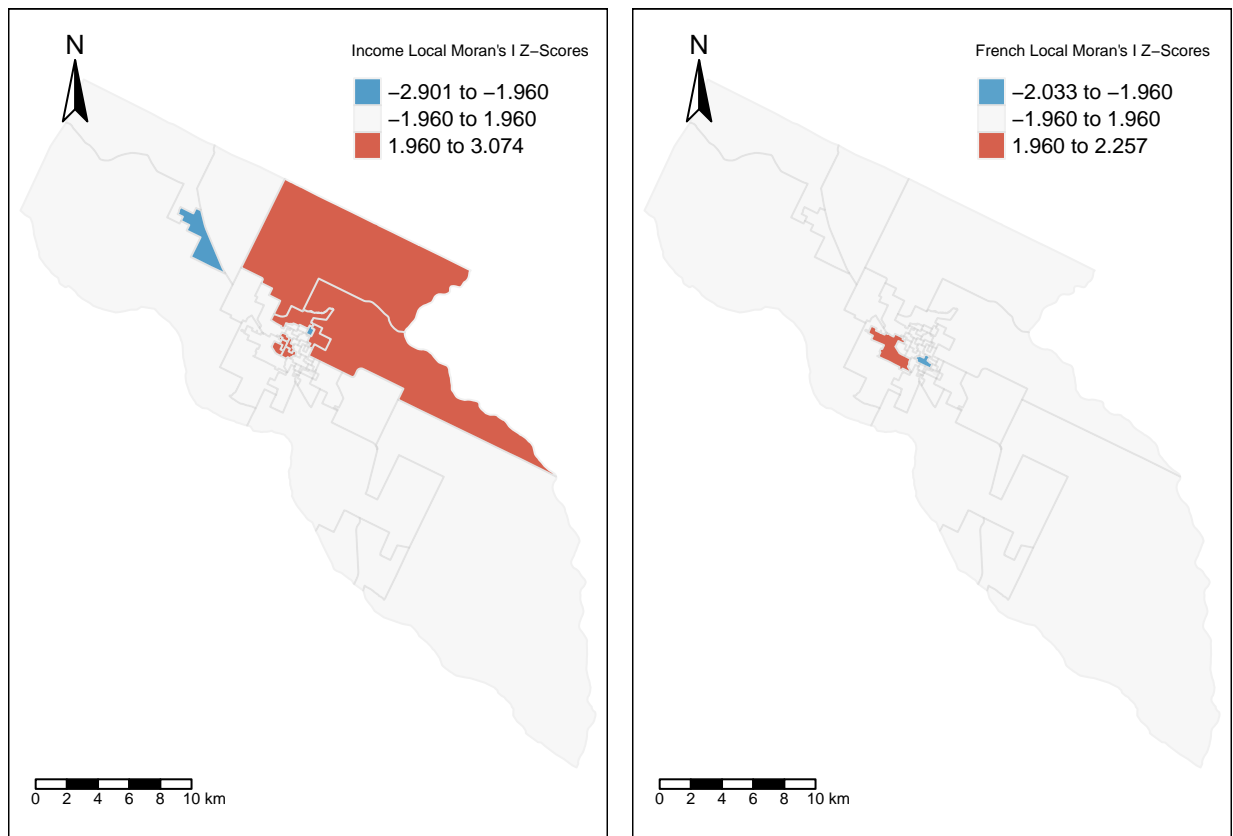 N
Income Local Moran's I Z−Scores
−2.901 to −1.960
−1.960 to 1.960
1.960 to 3.074
0 2 4 6 8 10 km
N
French Local Moran's I Z−Scores
−2.033 to −1.960
−1.960 to 1.960
1.960 to 2.257
0 2 4 6 8 10 km